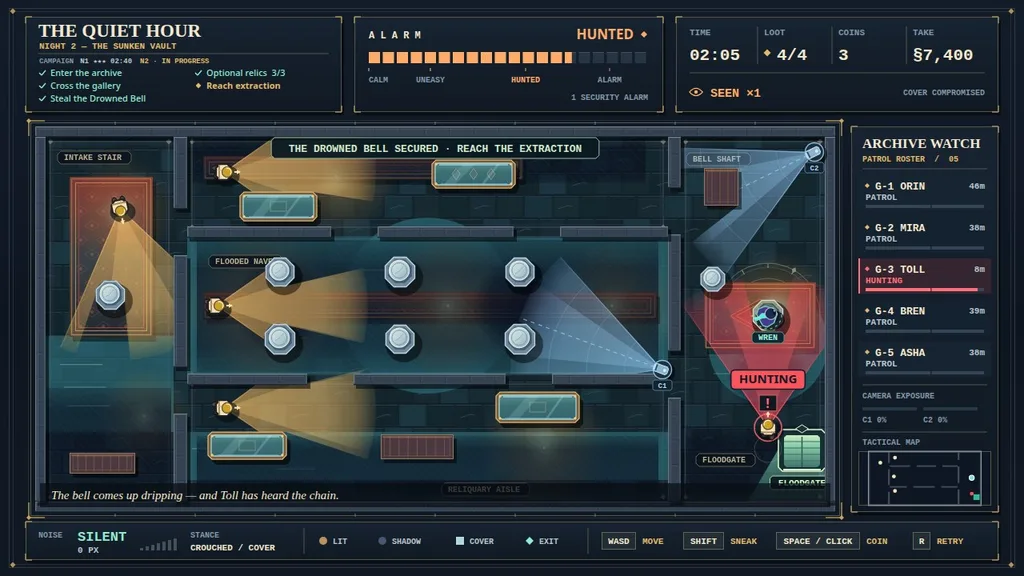 THE QUIET HOUR
NIGHT 2 — THE SUNKEN VAULT
CAMPAIGN N1 ★★★ 02:40 N2 · IN PROGRESS
✓ Enter the archive
✓ Cross the gallery
✓ Steal the Drowned Bell
✓ Optional relics 3/3
◆ Reach extraction
ALARM
HUNTED ◆
CALM UNEASY HUNTED ALARM
1 SECURITY ALARM
TIME LOOT COINS TAKE
02:05 ◆ 4/4 3 §7,400
SEEN ×1
COVER COMPROMISED
THE DROWNED BELL SECURED · REACH THE EXTRACTION
INTAKE STAIR
BELL SHAFT
C2
FLOODED NAVE
WREN
C1
HUNTING
!
FLOODGATE
FLOODGATE
RELIQUARY AISLE
The bell comes up dripping — and Toll has heard the chain.
ARCHIVE WATCH
PATROL ROSTER / 05
◆ G-1 ORIN 46m
PATROL
◆ G-2 MIRA 38m
PATROL
◆ G-3 TOLL 8m
HUNTING
◆ G-4 BREN 39m
PATROL
◆ G-5 ASHA 38m
PATROL
CAMERA EXPOSURE
C1 0% C2 0%
TACTICAL MAP
NOISE SILENT
0 PX
STANCE
CROUCHED / COVER
LIT SHADOW COVER EXIT
WASD MOVE SHIFT SNEAK SPACE / CLICK COIN R RETRY